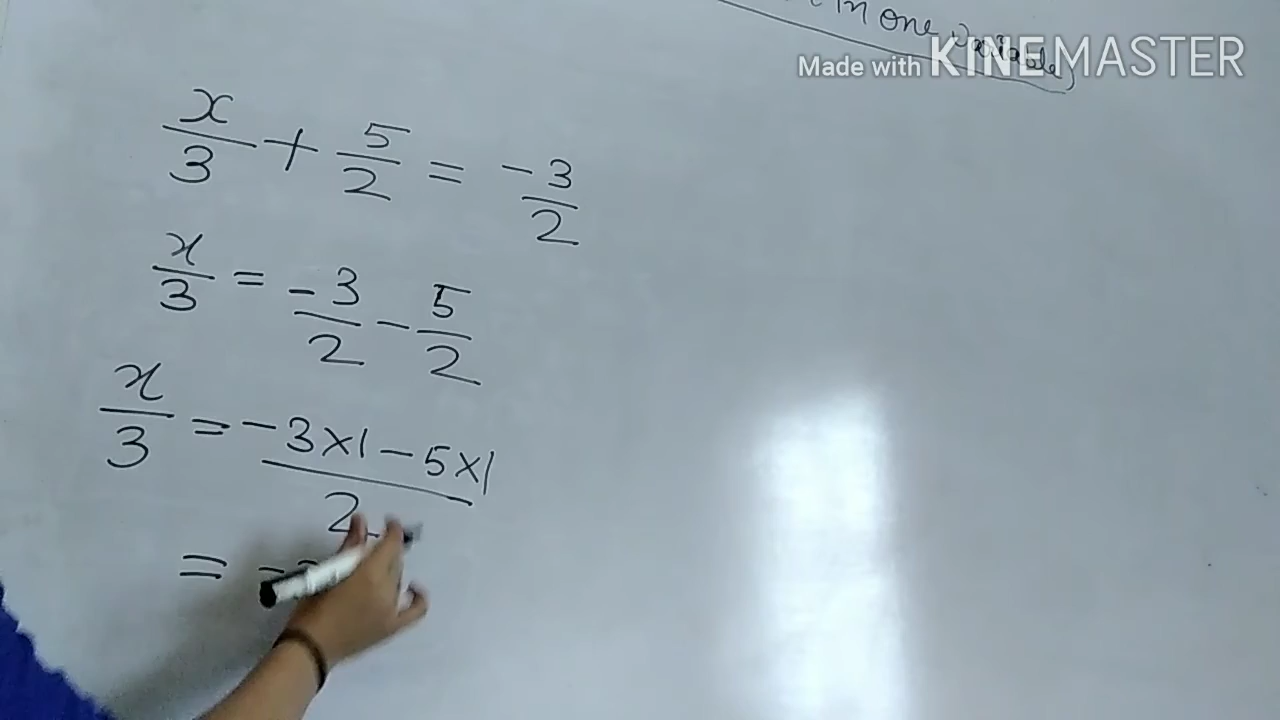 in one variable
Made with KINEMASTER
x/3 + 5/2 = -3/2
x/3 = -3/2 - 5/2
x/3 = -3×1 - 5×1/2
= -